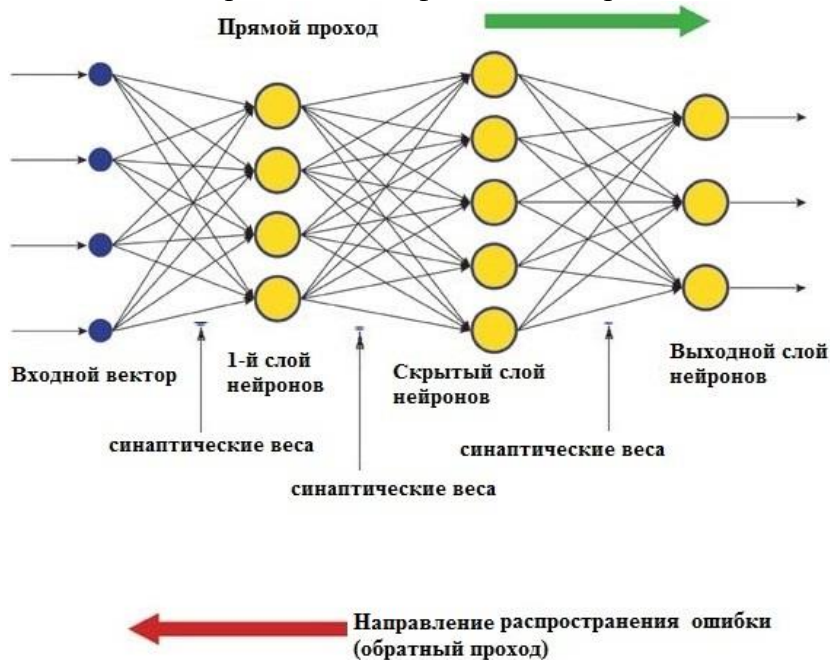 Прямой проход
Входной вектор
1-й слой
нейронов
Скрытый слой
нейронов
Выходной слой
нейронов
синаптические веса
синаптические веса
синаптические веса
Направление распространения ошибки
(обратный проход)